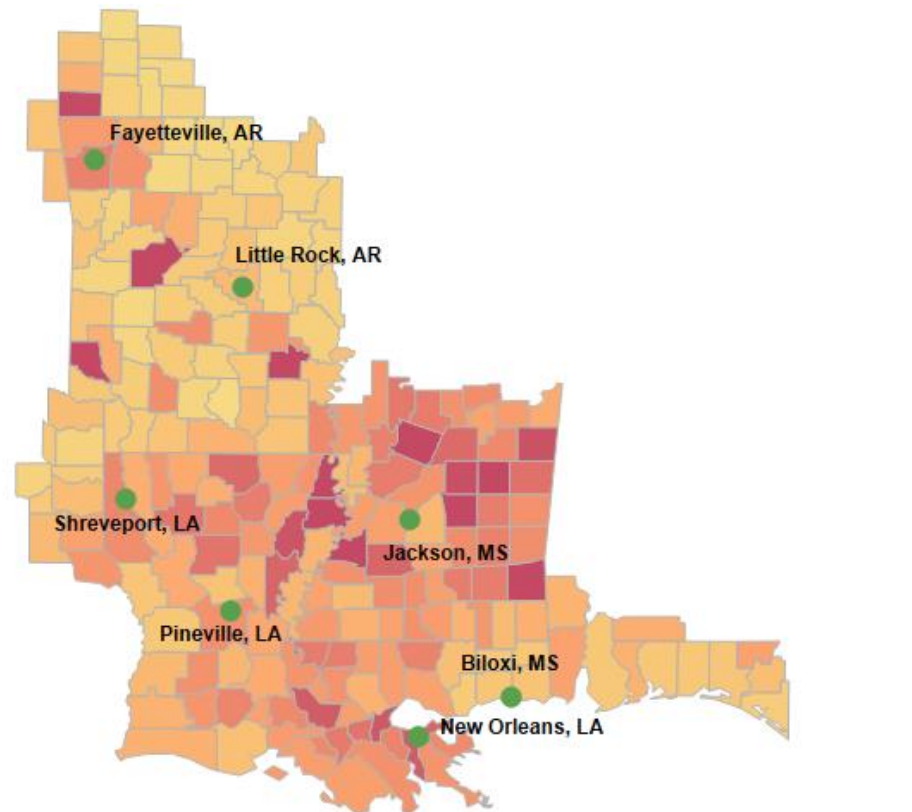 Fayetteville, AR
Little Rock, AR
Shreveport, LA
Jackson, MS
Pineville, LA
Biloxi, MS
New Orleans, LA